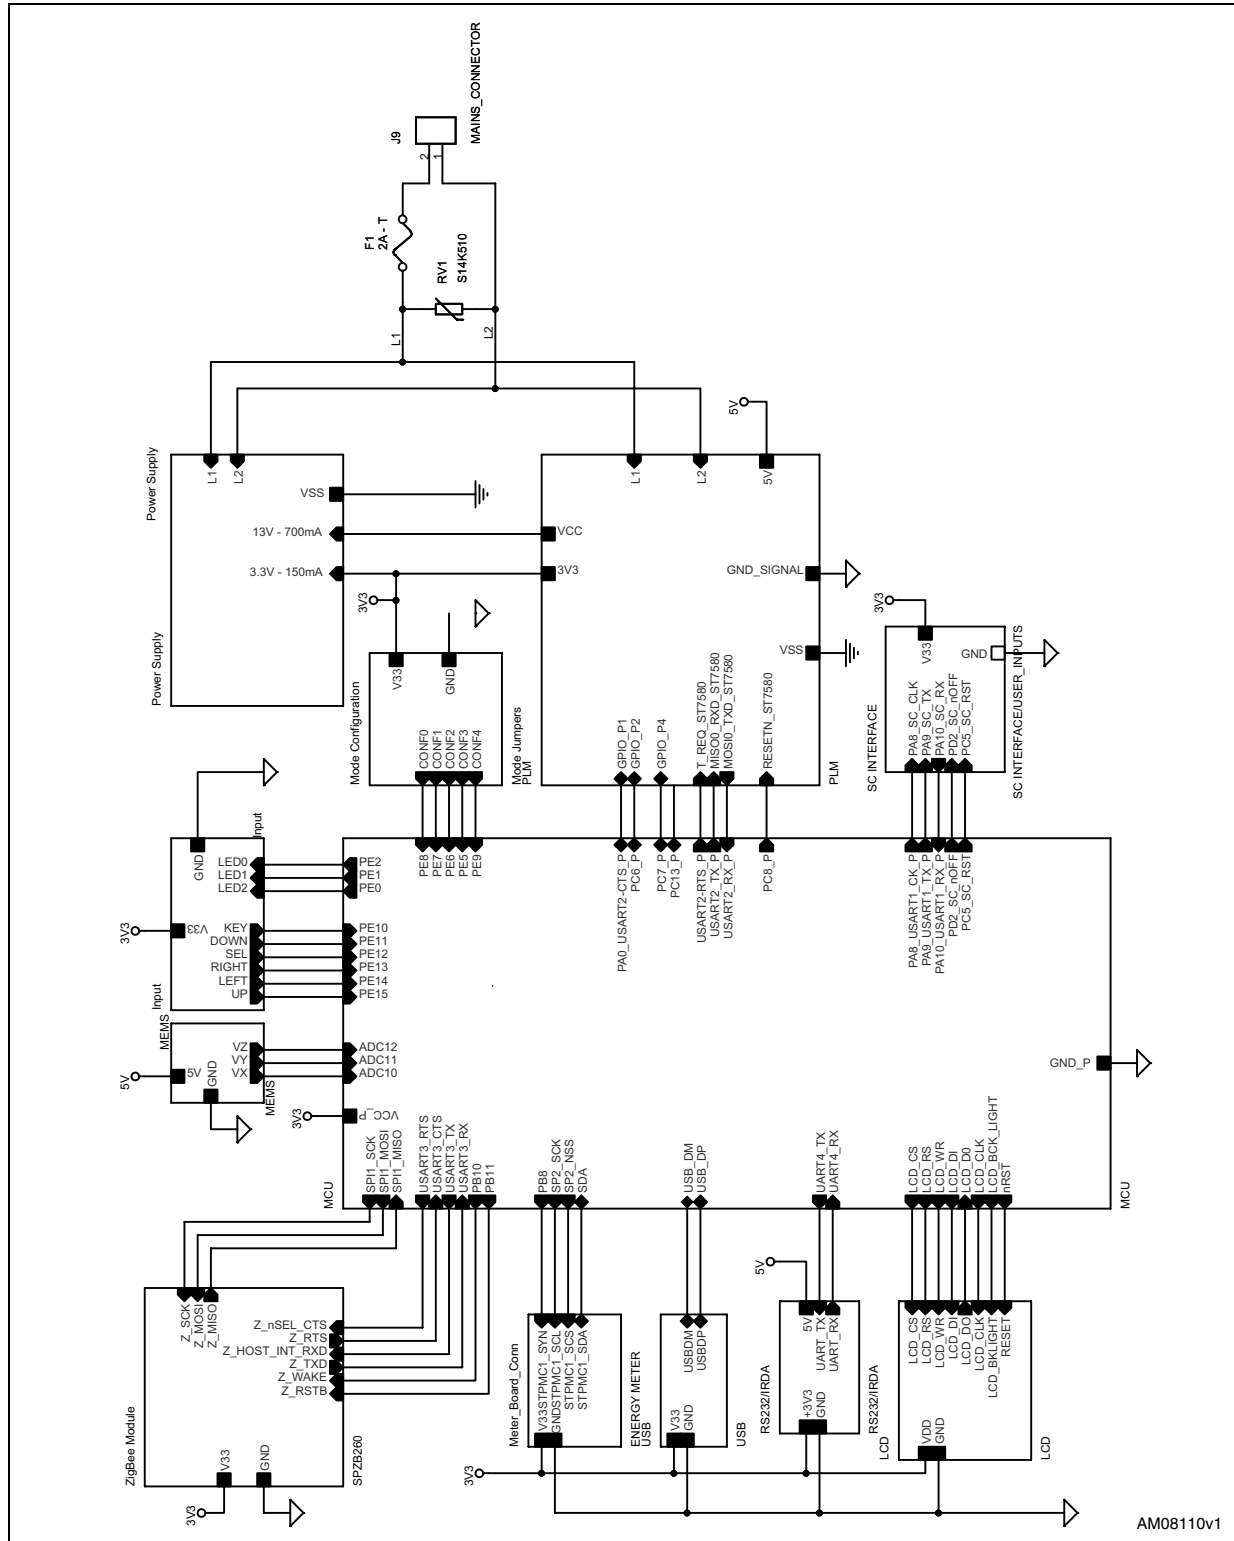 J9
MAINS_CONNECTOR
2
1
F1
2A - T
RV1
S14K510
L1
L2
Power Supply
L1
L2
VSS
13V - 700mA
3.3V - 150mA
Power Supply
3V3
5V
L1
L2
5V
VCC
3V3
GND_SIGNAL
VSS
GPIO_P1
GPIO_P2
GPIO_P4
T_REQ_ST7580
MISO0_RXD_ST7580
MOSI0_TXD_ST7580
RESETN_ST7580
PLM
PLM
Mode Configuration
V33
GND
CONF0
CONF1
CONF2
CONF3
CONF4
Mode Jumpers
3V3
V33
GND
PA8_SC_CLK
PA9_SC_TX
PA10_SC_RX
PD2_SC_nOFF
PC5_SC_RST
SC INTERFACE
SC INTERFACE/USER_INPUTS
Input
GND
LED0
LED1
LED2
3V3
V33
KEY
DOWN
SEL
RIGHT
LEFT
UP
Input
MEMS
VZ
VY
VX
5V
5V
GND
MEMS
PE8
PE7
PE6
PE5
PE9
PE2
PE1
PE0
PE10
PE11
PE12
PE13
PE14
PE15
ADC12
ADC11
ADC10
3V3
VCC_P
PA0_USART2-CTS_P
PC6_P
PC7_P
PC13_P
USART2-RTS_P
USART2_TX_P
USART2_RX_P
PC8_P
PA8_USART1_CK_P
PA9_USART1_TX_P
PA10_USART1_RX_P
PD2_SC_nOFF
PC5_SC_RST
GND_P
SPI1_SCK
SPI1_MOSI
SPI1_MISO
USART3_RTS
USART3_CTS
USART3_TX
USART3_RX
PB10
PB11
PB8
SP2_SCK
SP2_NSS
SDA
USB_DM
USB_DP
UART4_TX
UART4_RX
LCD_CS
LCD_RS
LCD_WR
LCD_DI
LCD_D0
LCD_CLK
LCD_BCK_LIGHT
nRST
MCU
MCU
ZigBee Module
Z_SCK
Z_MOSI
Z_MISO
Z_nSEL_CTS
Z_RTS
Z_HOST_INT_RXD
Z_TXD
Z_WAKE
Z_RSTB
V33
GND
3V3
SPZB260
Meter_Board_Conn
V33
GND
STPMC1_SYN
STPMC1_SCL
STPMC1_SCS
STPMC1_SDA
ENERGY METER
USB
USBDM
USBDP
V33
GND
USB
5V
5V
UART_TX
UART_RX
+3V3
GND
RS232/IRDA
RS232/IRDA
LCD
LCD_CS
LCD_RS
LCD_WR
LCD_DI
LCD_DO
LCD_CLK
LCD_BKLIGHT
RESET
VDD
GND
LCD
3V3
AM08110v1